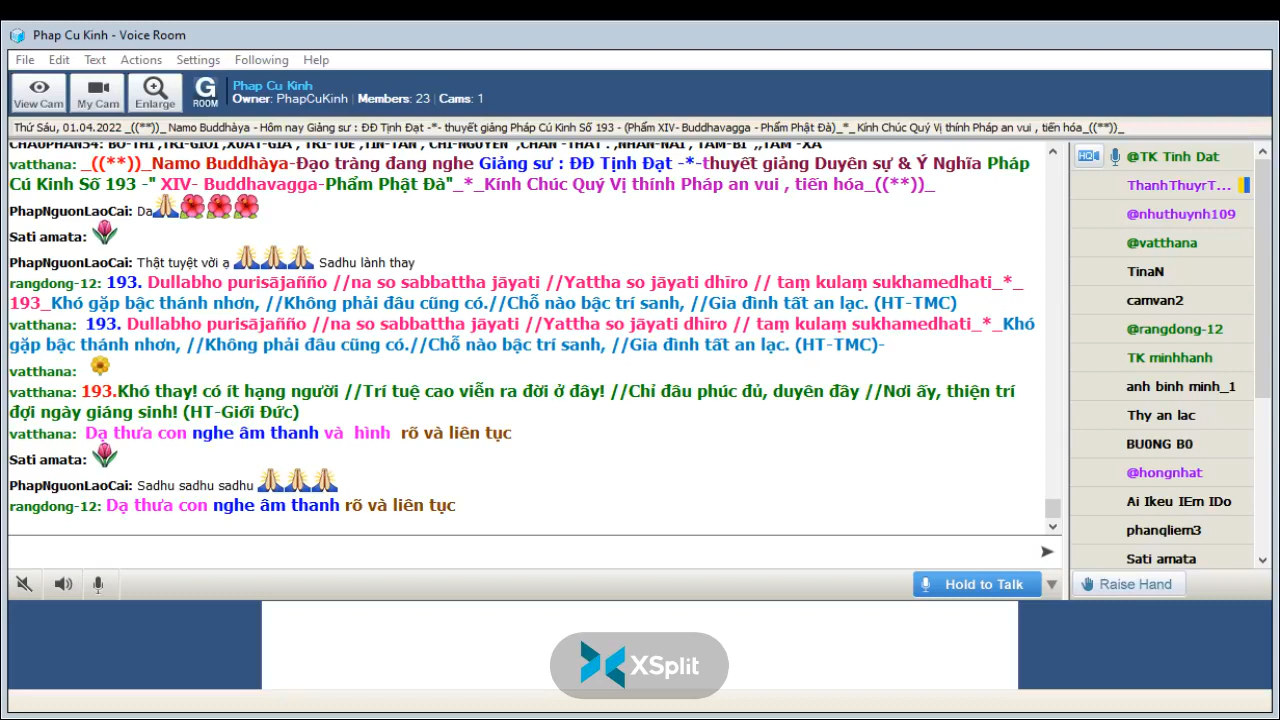 Phap Cu Kinh - Voice Room
File Edit Text Actions Settings Following Help
View Cam
My Cam
Enlarge
G
ROOM
Phap Cu Kinh
Owner: PhapCuKinh | Members: 23 | Cams: 1
Thứ Sáu, 01.04.2022 _((**))_ Namo Buddhàya - Hôm nay Giảng sư : ĐĐ Tịnh Đạt -*- thuyết giảng Pháp Cú Kinh Số 193 - (Phẩm XIV- Buddhavagga - Phẩm Phật Đà)_*_ Kính Chúc Quý Vị thính Pháp an vui , tiến hóa_((**))_
vatthana: _((**))_Namo Buddhàya-Đạo tràng đang nghe Giảng sư : ĐĐ Tịnh Đạt -*-thuyết giảng Duyên sự & Ý Nghĩa Pháp
Cú Kinh Số 193 -" XIV- Buddhavagga-Phẩm Phật Đà"_*_Kính Chúc Quý Vị thính Pháp an vui , tiến hóa_((**))_
PhapNguonLaoCai: Da
Sati amata:
PhapNguonLaoCai: Thật tuyệt vời ạ Sadhu lành thay
rangdong-12: 193. Dullabho purisājañño //na so sabbattha jāyati //Yattha so jāyati dhīro // taṃ kulaṃ sukhamedhati_*_
193_Khó gặp bậc thánh nhơn, //Không phải đâu cũng có.//Chỗ nào bậc trí sanh, //Gia đình tất an lạc. (HT-TMC)
vatthana: 193. Dullabho purisājañño //na so sabbattha jāyati //Yattha so jāyati dhīro // taṃ kulaṃ sukhamedhati_*_Khó
gặp bậc thánh nhơn, //Không phải đâu cũng có.//Chỗ nào bậc trí sanh, //Gia đình tất an lạc. (HT-TMC)-
vatthana:
vatthana: 193.Khó thay! có ít hạng người //Trí tuệ cao viễn ra đời ở đây! //Chỉ đâu phúc đủ, duyên đầy //Nơi ấy, thiện trí
đợi ngày giáng sinh! (HT-Giới Đức)
vatthana: Dạ thưa con nghe âm thanh và hình rõ và liên tục
Sati amata:
PhapNguonLaoCai: Sadhu sadhu sadhu
rangdong-12: Dạ thưa con nghe âm thanh rõ và liên tục
Hold to Talk
HQ
@TK Tinh Dat
ThanhThuyrT...
@nhuthuynh109
@vatthana
TinaN
camvan2
@rangdong-12
TK minhhanh
anh binh minh_1
Thy an lac
BU0NG B0
@hongnhat
Ai Ikeu IEm IDo
phanqliem3
Sati amata
Raise Hand
XSplit